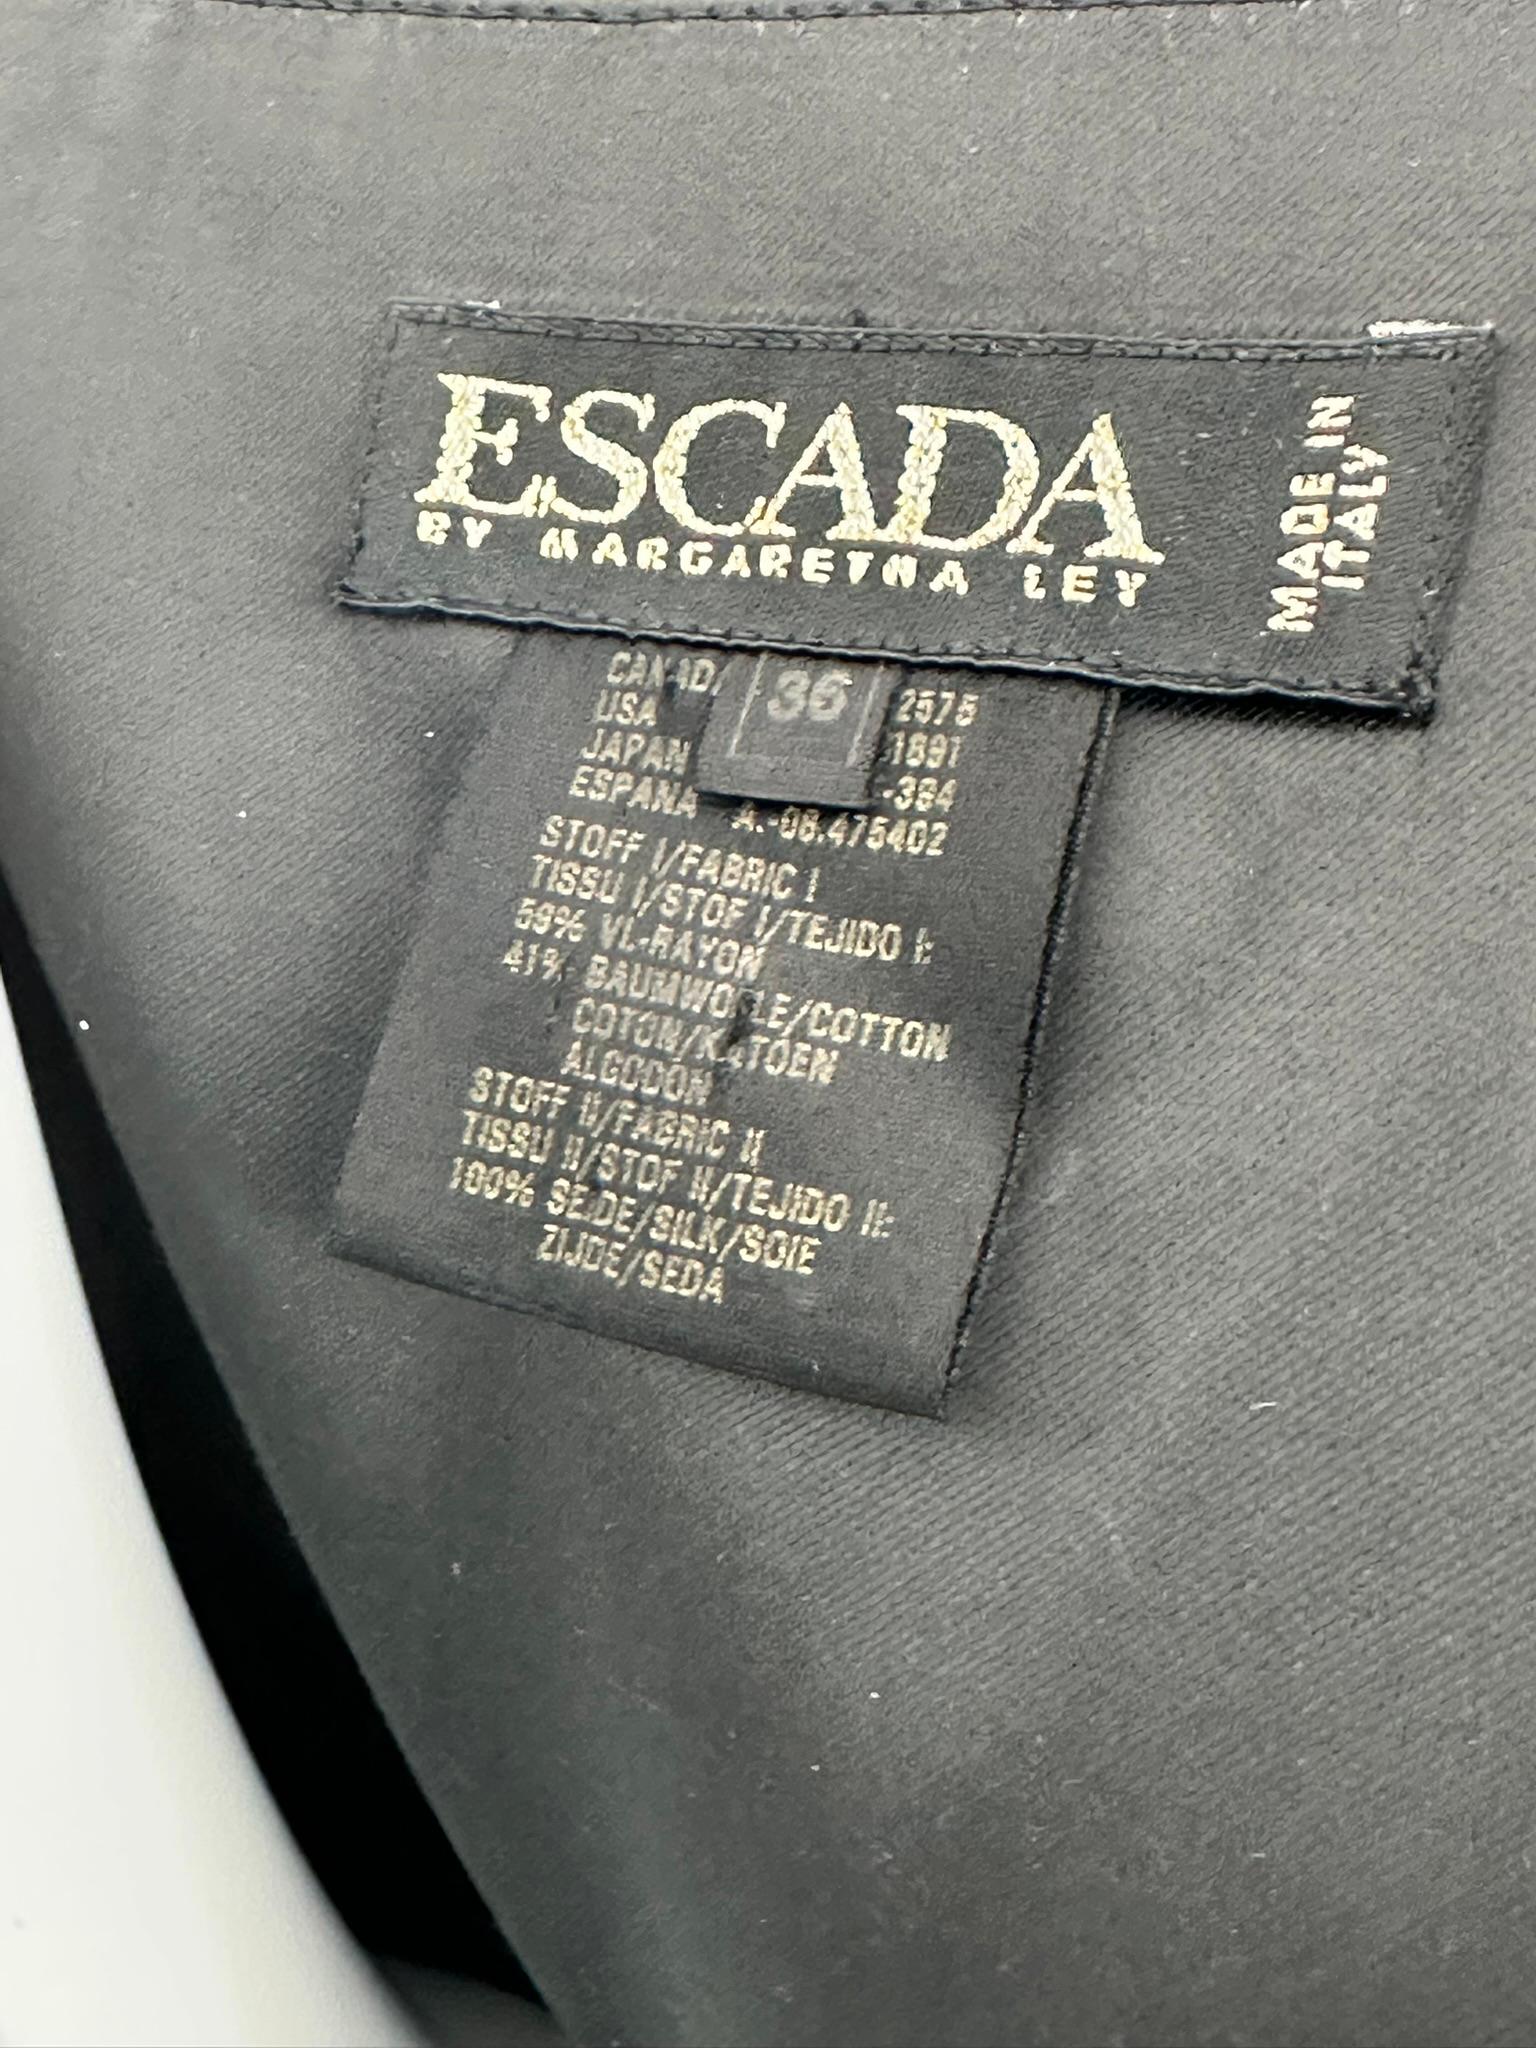 ESCADA
BY MARGARETHA LEY
MADE IN
ITALY
36
2575
USA 1891
JAPAN -394
ESPANA A.-08.475402
STOFF I/FABRIC I
TISSU I/STOF I/TEJIDO I:
59% VI.-RAYON
41% BAUMWOLLE/COTTON
COTON/KATOEN
ALGODON
STOFF II/FABRIC II
TISSU II/STOF II/TEJIDO II:
100% SEIDE/SILK/SOIE
ZIJDE/SEDA